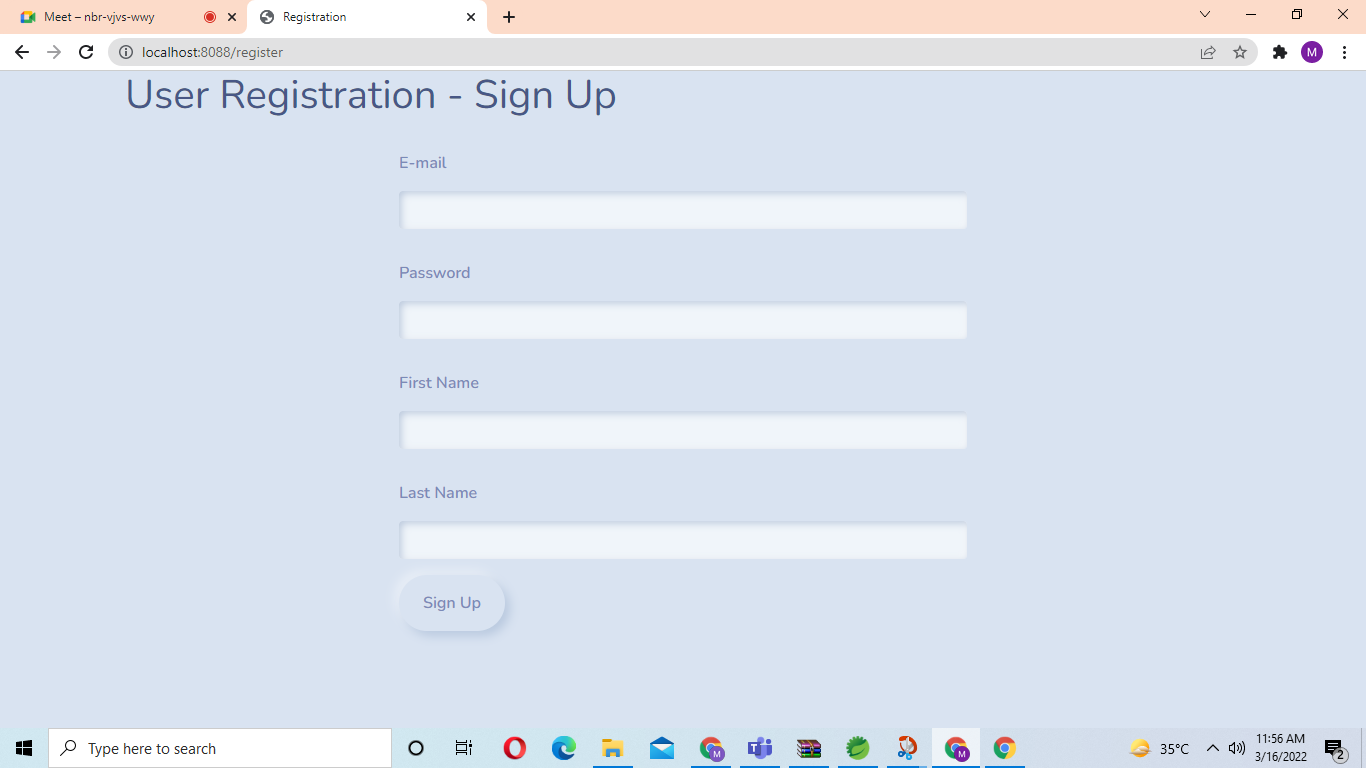 Meet – nbr-vjvs-wwy
Registration
localhost:8088/register
M
User Registration - Sign Up
E-mail
Password
First Name
Last Name
Sign Up
Type here to search
M
M
35°C
11:56 AM
3/16/2022
2